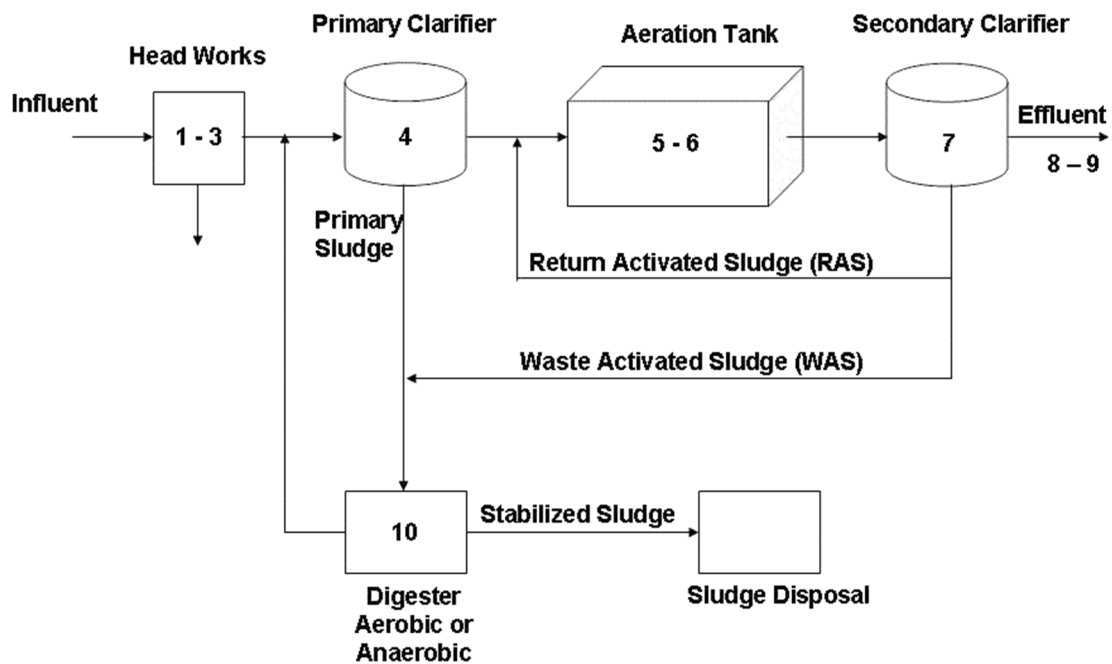 Primary Clarifier
Aeration Tank
Secondary Clarifier
Head Works
Influent
1 - 3
4
5 - 6
7
Effluent
8 – 9
Primary
Sludge
Return Activated Sludge (RAS)
Waste Activated Sludge (WAS)
10
Stabilized Sludge
Digester
Aerobic or
Anaerobic
Sludge Disposal